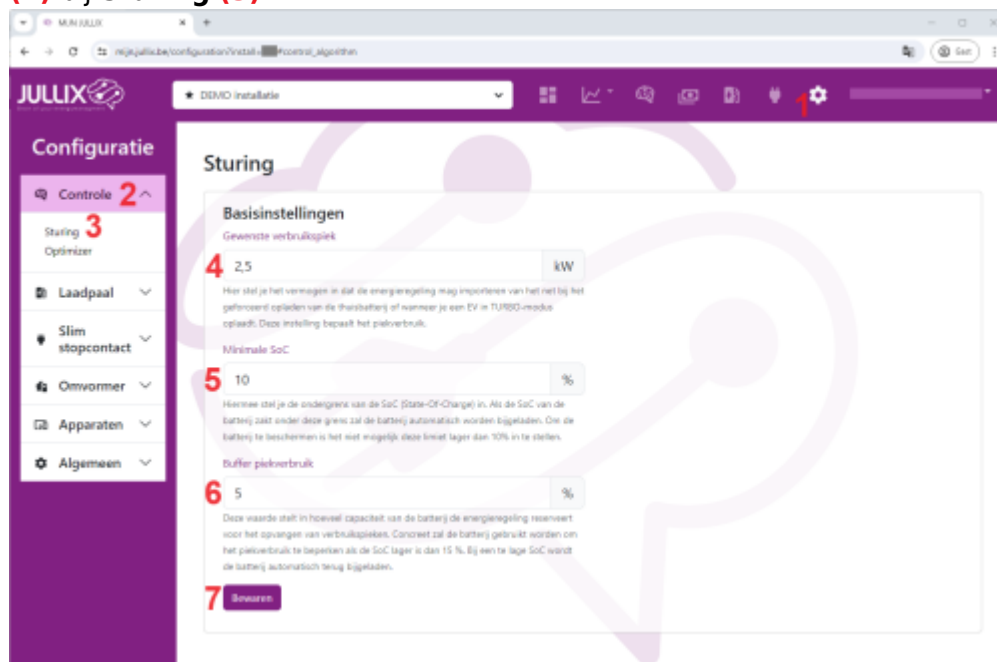 MIJN JULLIX
Gast
JULLIX
DEMO Installatie
1
Configuratie
Controle 2
Sturing 3
Optimizer
Laadpaal
Slim
stopcontact
Omvormer
Apparaten
Algemeen
Sturing
Basisinstellingen
Gewenste verbruikspiek
4 2,5 kW
Hier stel je het vermogen in dat de energieregeling mag importeren van het net bij het
geforceerd opladen van de thuisbatterij of wanneer je een EV in TURBO-modus
oplaadt. Deze instelling bepaalt het piekverbruik.
Minimale SoC
5 10 %
Hiermee stel je de ondergrens van de SoC (State-Of-Charge) in. Als de SoC van de
batterij zakt onder deze grens zal de batterij automatisch worden bijgeladen. Om de
batterij te beschermen is het niet mogelijk deze limiet lager dan 10% in te stellen.
Buffer piekverbruik
6 5 %
Deze waarde stelt in hoeveel capaciteit van de batterij de energieregeling reserveert
voor het opvangen van verbruikspieken. Concreet zal de batterij gebruikt worden om
het piekverbruik te beperken als de SoC lager is dan 15 %. Bij een te lage SoC wordt
de batterij automatisch terug bijgeladen.
7 Bewaren